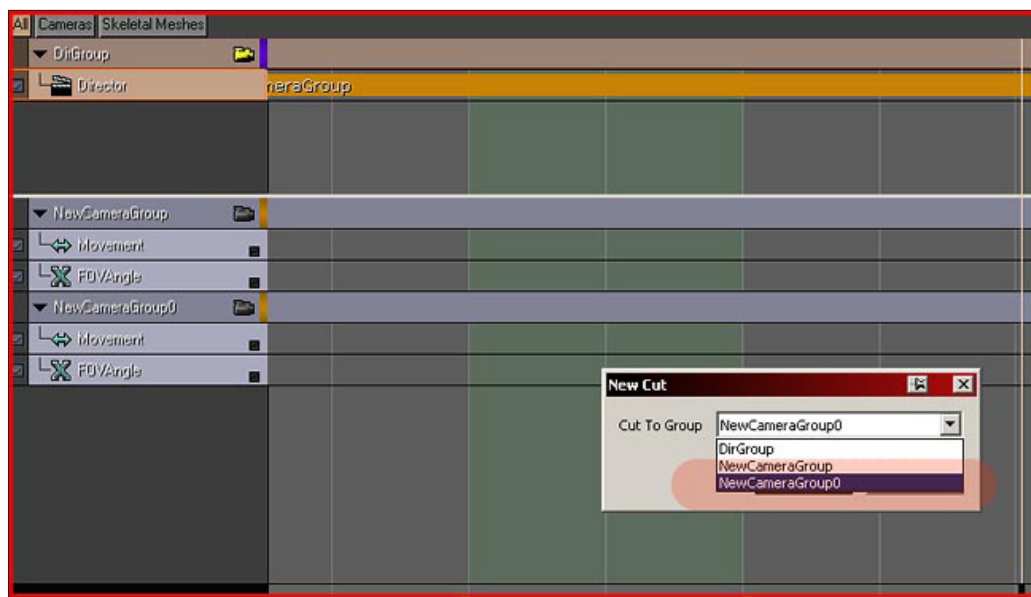 All Cameras Skeletal Meshes
DirGroup
Director
neraGroup
NewCameraGroup
Movement
FOVAngle
NewCameraGroup0
Movement
FOVAngle
New Cut
Cut To Group NewCameraGroup0
DirGroup
NewCameraGroup
NewCameraGroup0